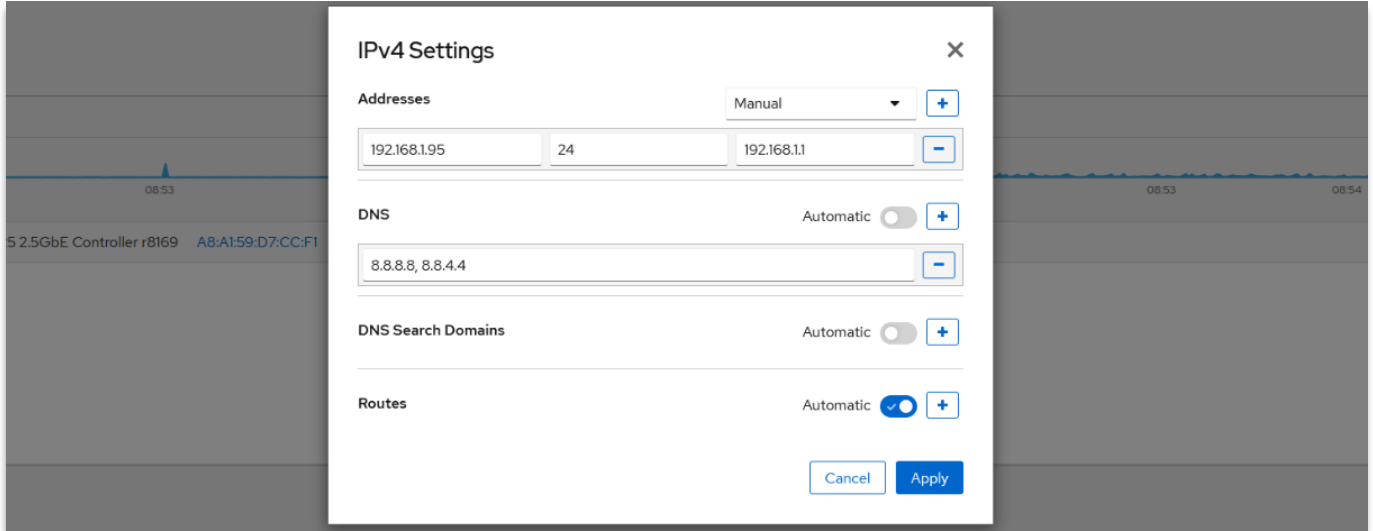 IPv4 Settings
Addresses
Manual
192.168.1.95 24 192.168.1.1
DNS
Automatic
8.8.8.8, 8.8.4.4
DNS Search Domains
Automatic
Routes
Automatic
Cancel Apply
08:53
08:53 08:54
5 2.5GbE Controller r8169 A8:A1:59:D7:CC:F1